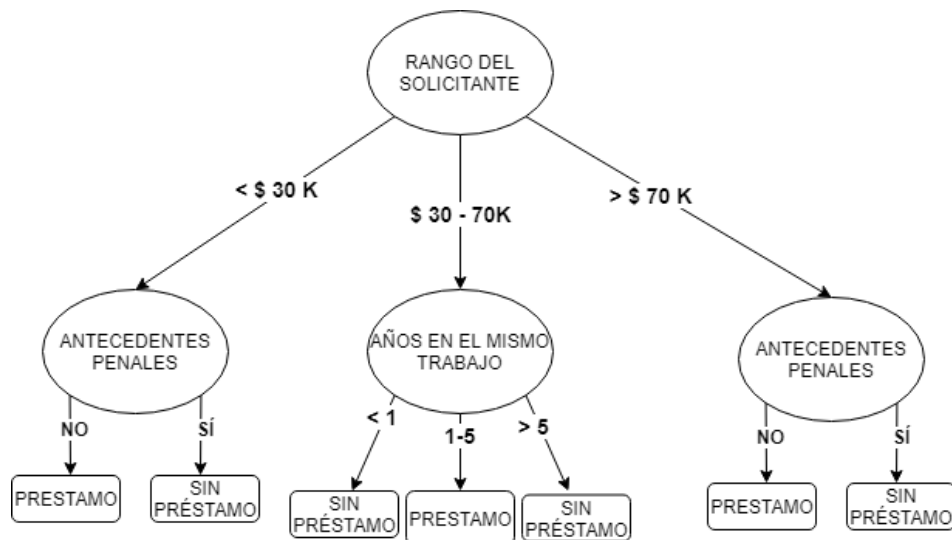 RANGO DEL
SOLICITANTE
< $ 30 K
$ 30 - 70K
> $ 70 K
ANTECEDENTES
PENALES
AÑOS EN EL MISMO
TRABAJO
ANTECEDENTES
PENALES
NO
SÍ
< 1
1-5
> 5
NO
SÍ
PRESTAMO
SIN
PRÉSTAMO
SIN
PRÉSTAMO
PRESTAMO
SIN
PRÉSTAMO
PRESTAMO
SIN
PRÉSTAMO